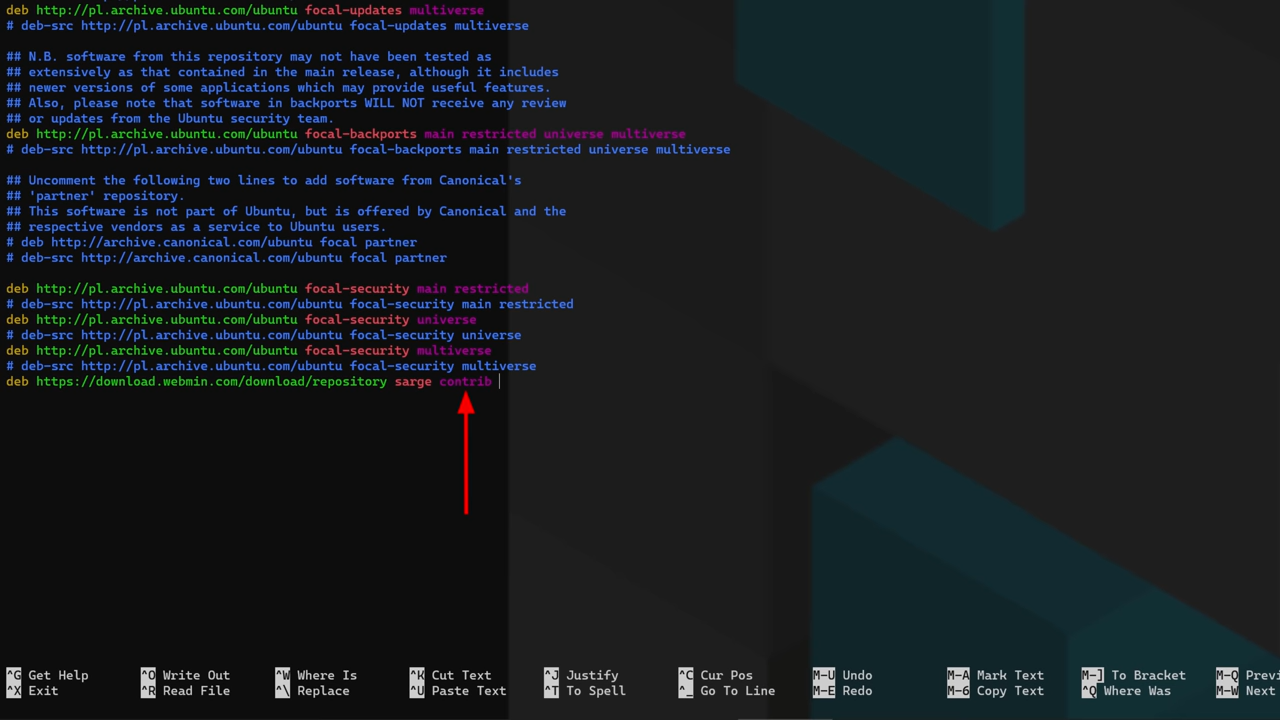 deb http://pl.archive.ubuntu.com/ubuntu focal-updates multiverse
# deb-src http://pl.archive.ubuntu.com/ubuntu focal-updates multiverse
## N.B. software from this repository may not have been tested as
## extensively as that contained in the main release, although it includes
## newer versions of some applications which may provide useful features.
## Also, please note that software in backports WILL NOT receive any review
## or updates from the Ubuntu security team.
deb http://pl.archive.ubuntu.com/ubuntu focal-backports main restricted universe multiverse
# deb-src http://pl.archive.ubuntu.com/ubuntu focal-backports main restricted universe multiverse
## Uncomment the following two lines to add software from Canonical's
## 'partner' repository.
## This software is not part of Ubuntu, but is offered by Canonical and the
## respective vendors as a service to Ubuntu users.
# deb http://archive.canonical.com/ubuntu focal partner
# deb-src http://archive.canonical.com/ubuntu focal partner
deb http://pl.archive.ubuntu.com/ubuntu focal-security main restricted
# deb-src http://pl.archive.ubuntu.com/ubuntu focal-security main restricted
deb http://pl.archive.ubuntu.com/ubuntu focal-security universe
# deb-src http://pl.archive.ubuntu.com/ubuntu focal-security universe
deb http://pl.archive.ubuntu.com/ubuntu focal-security multiverse
# deb-src http://pl.archive.ubuntu.com/ubuntu focal-security multiverse
deb https://download.webmin.com/download/repository sarge contrib
^G Get Help ^O Write Out ^W Where Is ^K Cut Text ^J Justify ^C Cur Pos M-U Undo M-A Mark Text M-] To Bracket M-Q Previ
^X Exit ^R Read File ^\ Replace ^U Paste Text ^T To Spell ^_ Go To Line M-E Redo M-6 Copy Text ^Q Where Was M-W Next